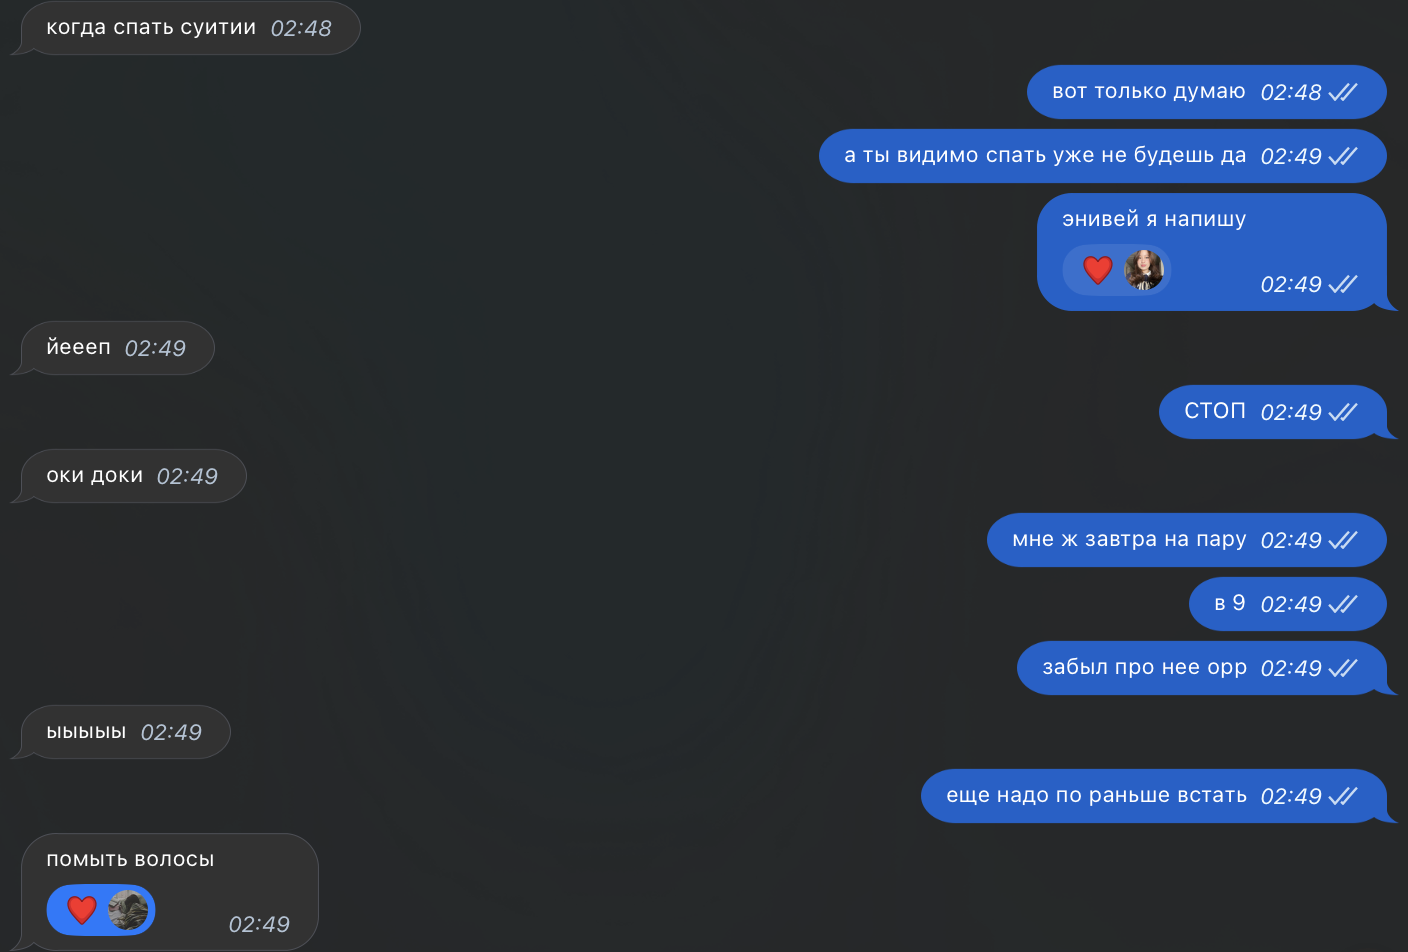 когда спать суитии 02:48
вот только думаю 02:48
а ты видимо спать уже не будешь да 02:49
энивей я напишу
02:49
йеееп 02:49
СТОП 02:49
оки доки 02:49
мне ж завтра на пару 02:49
в 9 02:49
забыл про нее орр 02:49
ыыыыы 02:49
еще надо по раньше встать 02:49
помыть волосы
02:49